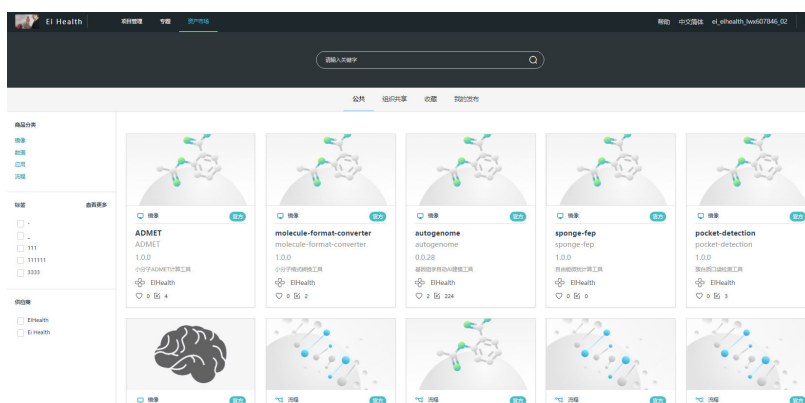 Ei Health 项目管理 专题 资产市场 帮助 中文简体 ei_eihealth_lwx607846_02
请输入关键字
公共 组织共享 收藏 我的发布
商品分类
镜像
数据
应用
流程
标签 查看更多
-
_
111
111111
3333
供应商
EIHealth
Ei Health
镜像 官方
ADMET
ADMET
1.0.0
小分子ADMET计算工具
EIHealth
0 4
镜像 官方
molecule-format-converter
molecule-format-converter
1.0.0
小分子格式转换工具
EIHealth
0 2
镜像 官方
autogenome
autogenome
0.0.28
基因组学自动AI建模工具
EIHealth
2 224
镜像 官方
sponge-fep
sponge-fep
1.0.0
自由能微扰计算工具
EIHealth
0 0
镜像 官方
pocket-detection
pocket-detection
1.0.0
蛋白质口袋检测工具
EIHealth
0 3
镜像 官方
流程 官方
流程 官方
流程 官方
流程 官方